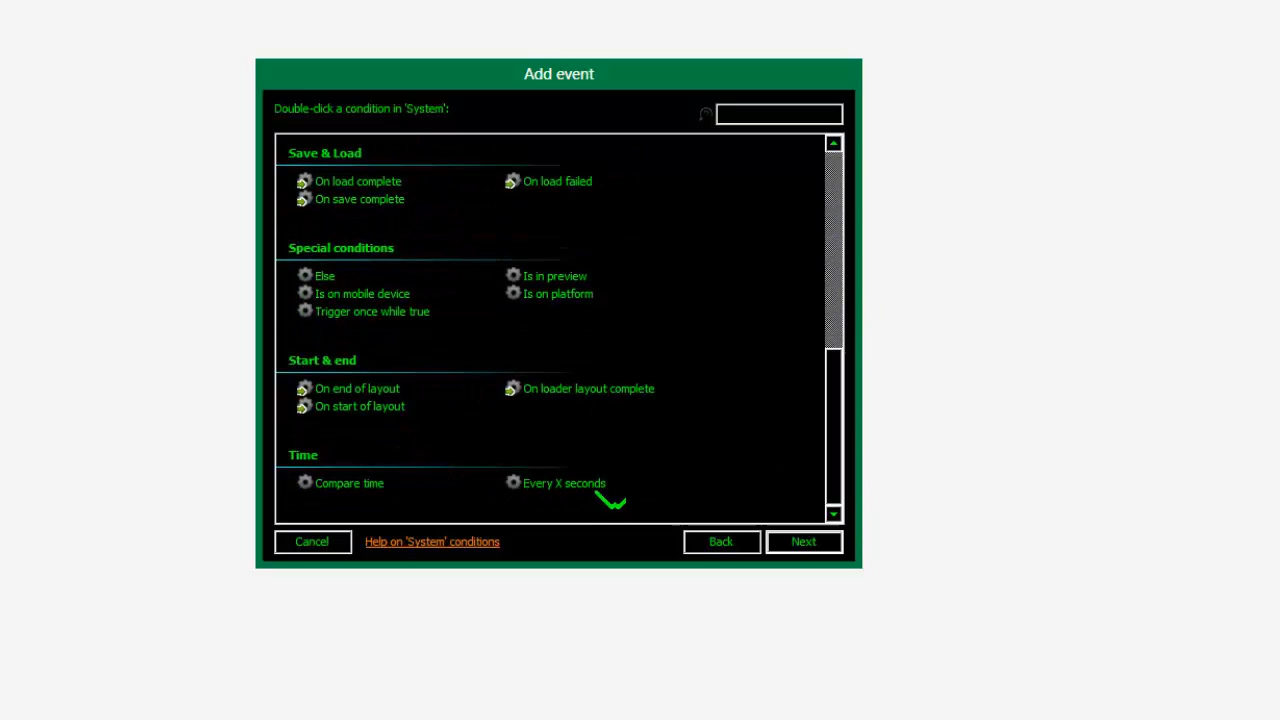 Add event
Double-click a condition in 'System':
Save & Load
On load complete
On load failed
On save complete
Special conditions
Else
Is in preview
Is on mobile device
Is on platform
Trigger once while true
Start & end
On end of layout
On loader layout complete
On start of layout
Time
Compare time
Every X seconds
Cancel
Help on 'System' conditions
Back
Next